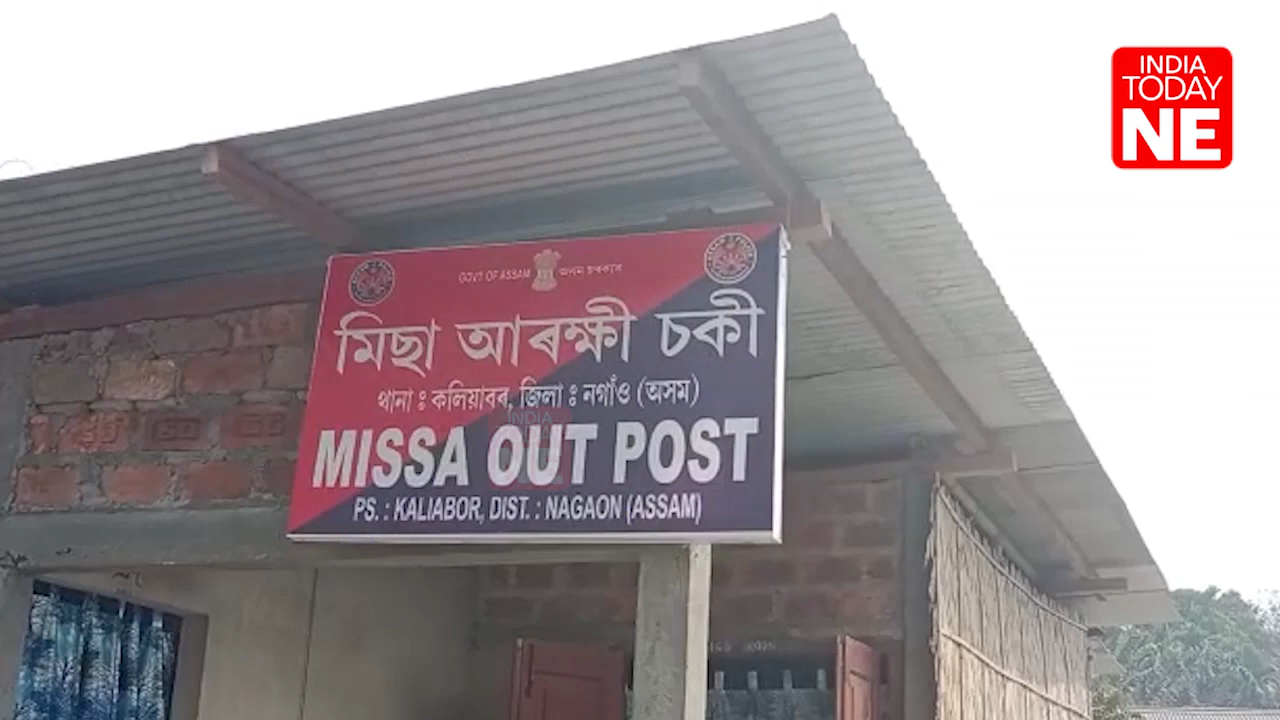 INDIA
TODAY
NE
GOVT OF ASSAM অসম চৰকাৰ
মিছা আৰক্ষী চকী
থানা ঃ কলিয়াবৰ, জিলা ঃ নগাঁও (অসম)
MISSA OUT POST
PS. : KALIABOR, DIST. : NAGAON (ASSAM)